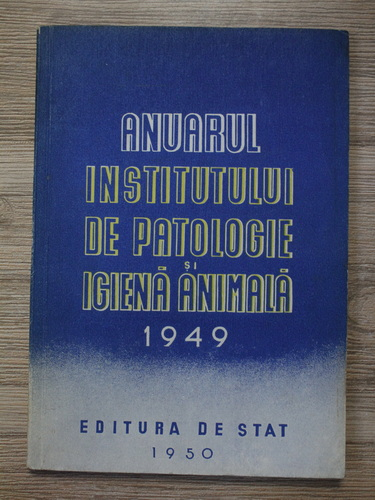 ANUARUL
INSTITUTULUI
DE PATOLOGIE
ȘI
IGIENĂ ANIMALĂ
1949
EDITURA DE STAT
1950